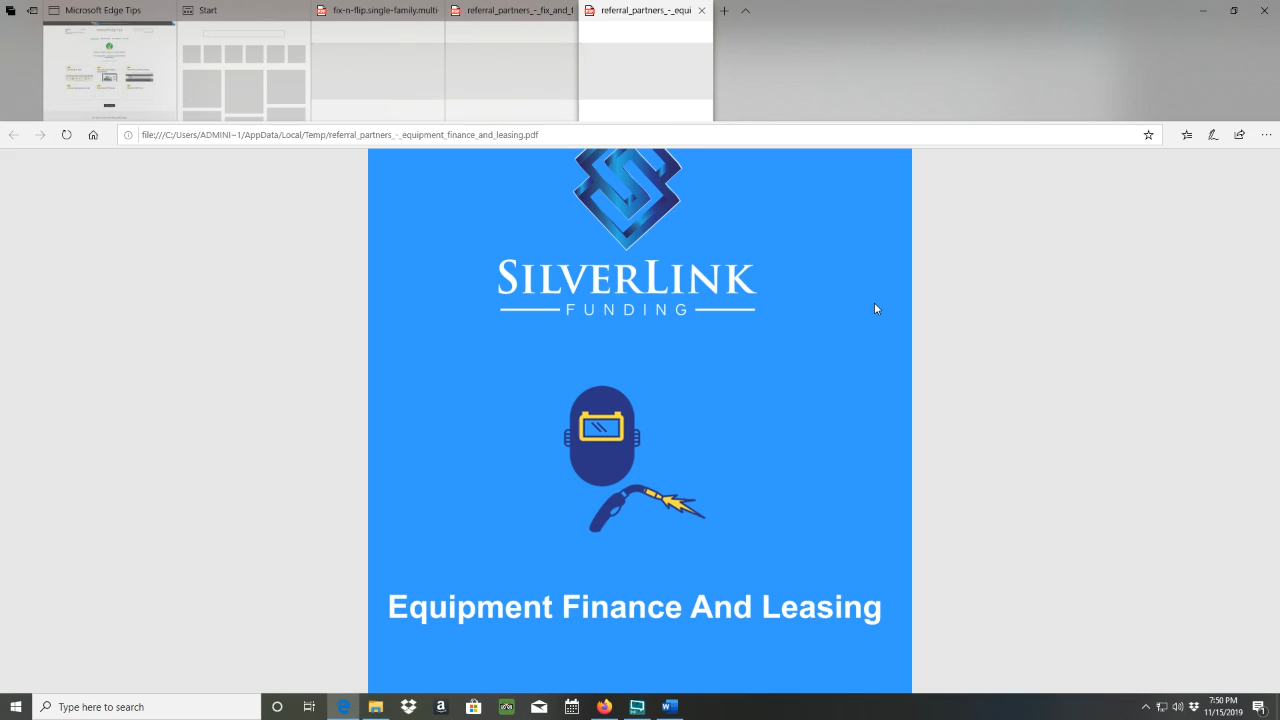 Microsoft Edge Tips
Start
fix-n-flip.single-family.multi
referral_partners_-_fix_and_f
referral_partners_-_equi
file:///C:/Users/ADMINI~1/AppData/Local/Temp/referral_partners_-_equipment_finance_and_leasing.pdf
SILVERLINK
FUNDING
Equipment Finance And Leasing
Type here to search
7:50 PM
11/15/2019